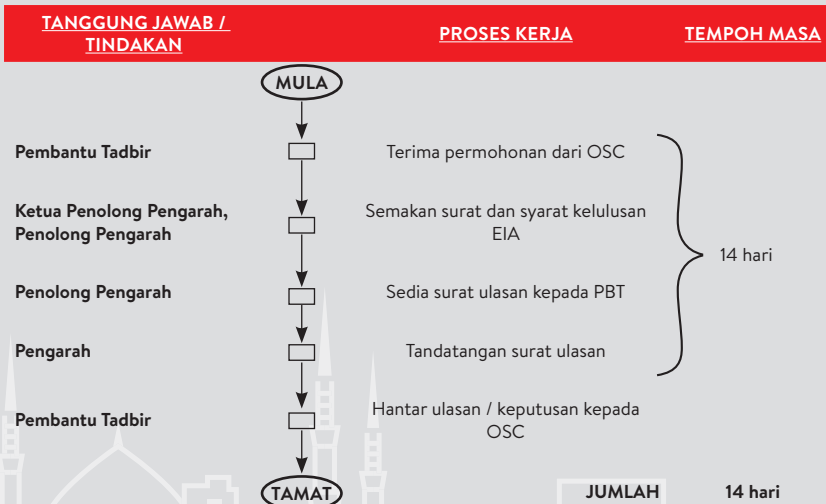 TANGGUNG JAWAB /
TINDAKAN
PROSES KERJA
TEMPOH MASA
MULA
Pembantu Tadbir
Terima permohonan dari OSC
Ketua Penolong Pengarah,
Penolong Pengarah
Semakan surat dan syarat kelulusan
EIA
14 hari
Penolong Pengarah
Sedia surat ulasan kepada PBT
Pengarah
Tandatangan surat ulasan
Pembantu Tadbir
Hantar ulasan / keputusan kepada
OSC
TAMAT
JUMLAH
14 hari